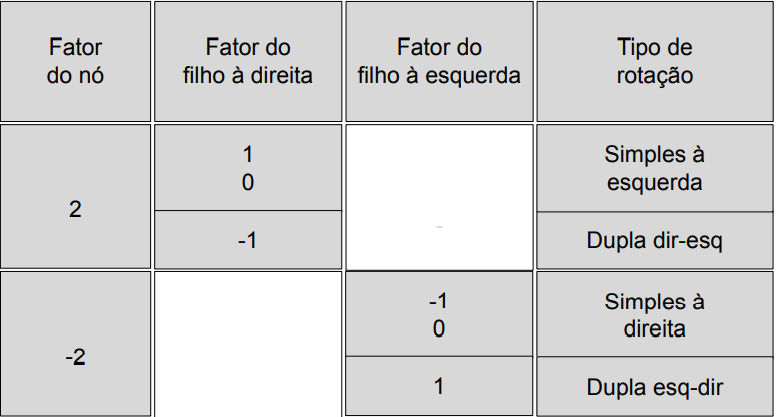 Fator
do nó
Fator do
filho à direita
Fator do
filho à esquerda
Tipo de
rotação
2
1
0
-
Simples à
esquerda
-1
Dupla dir-esq
-2
-1
0
Simples à
direita
1
Dupla esq-dir